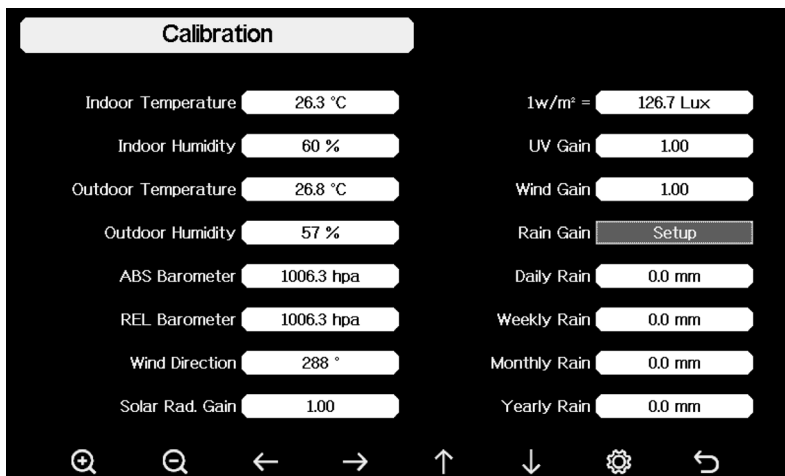 Calibration
Indoor Temperature 26.3 °C
Indoor Humidity 60 %
Outdoor Temperature 26.8 °C
Outdoor Humidity 57 %
ABS Barometer 1006.3 hpa
REL Barometer 1006.3 hpa
Wind Direction 288 °
Solar Rad. Gain 1.00
1w/m² = 126.7 Lux
UV Gain 1.00
Wind Gain 1.00
Rain Gain Setup
Daily Rain 0.0 mm
Weekly Rain 0.0 mm
Monthly Rain 0.0 mm
Yearly Rain 0.0 mm